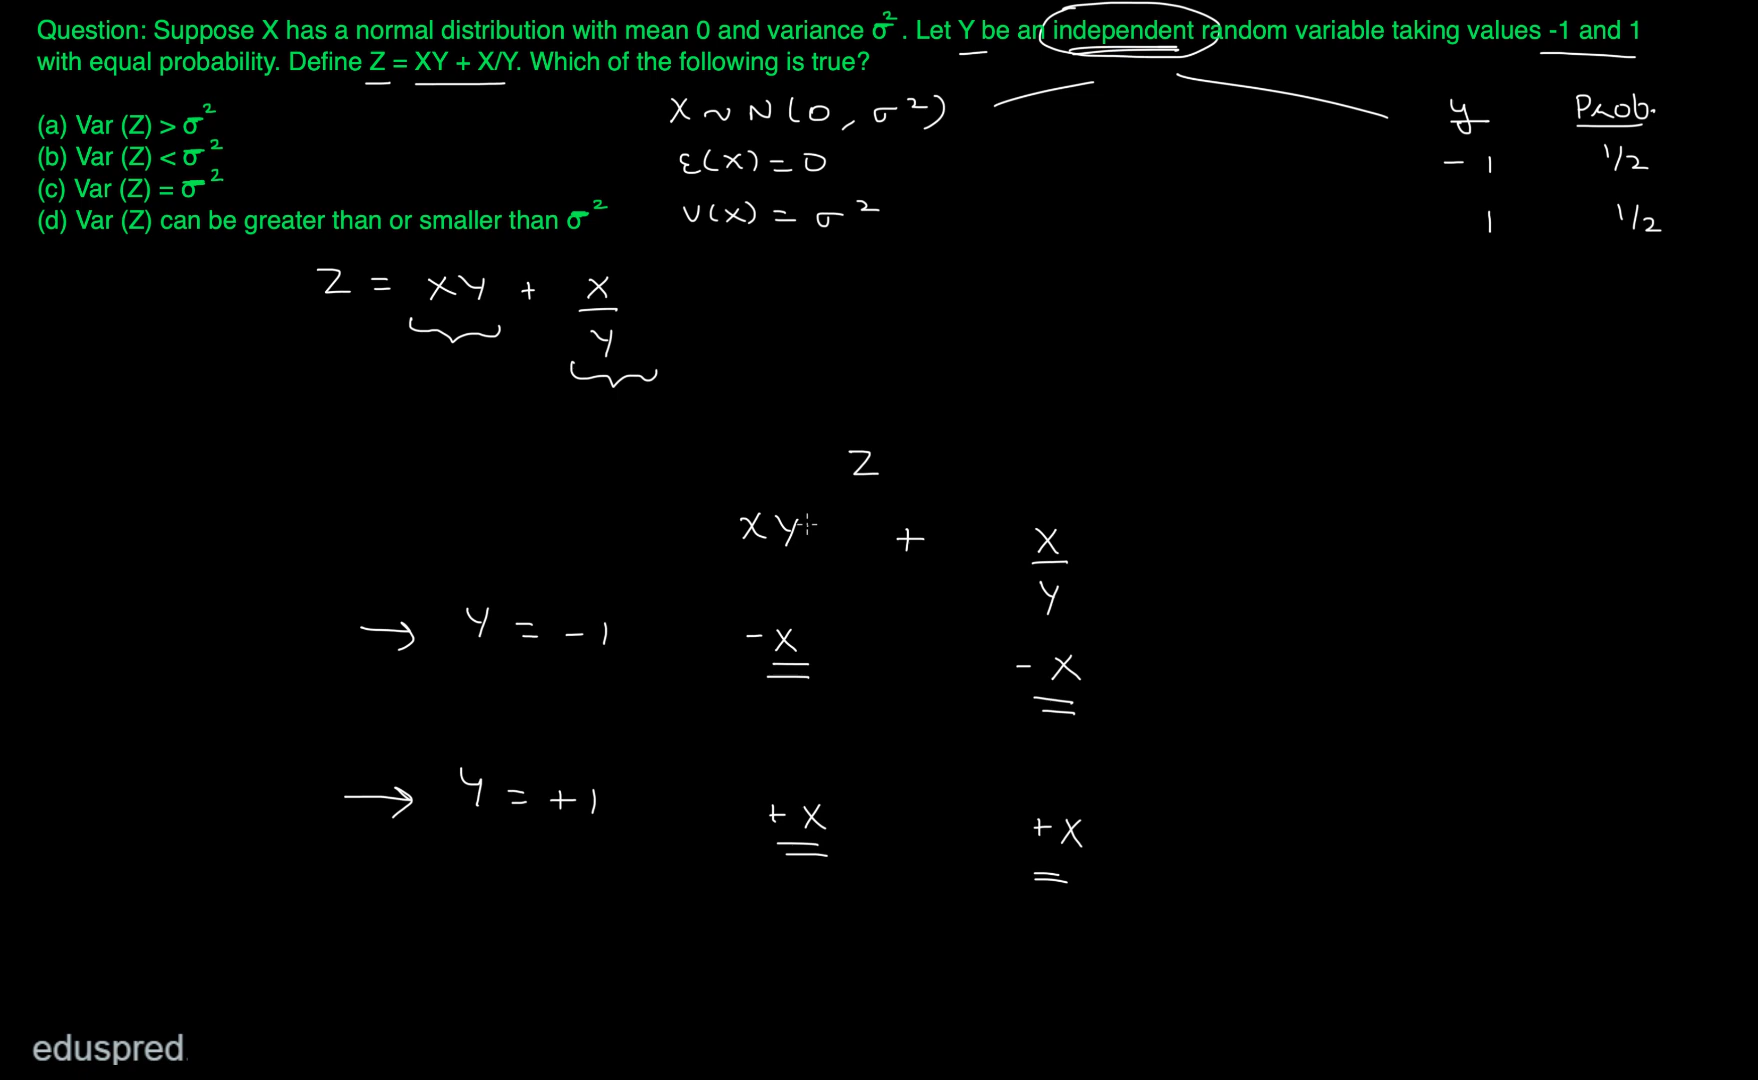 Question: Suppose X has a normal distribution with mean 0 and variance σ². Let Y be an independent random variable taking values -1 and 1
with equal probability. Define Z = XY + X/Y. Which of the following is true?
(a) Var (Z) > σ²
(b) Var (Z) < σ²
(c) Var (Z) = σ²
(d) Var (Z) can be greater than or smaller than σ²
X ~ N(0, σ²)
E(X) = 0
V(X) = σ²
y Prob.
-1 1/2
1 1/2
Z = XY + X/Y
Z
XY + X/Y
→ Y = -1 -X -X
→ Y = +1 +X +X
eduspred